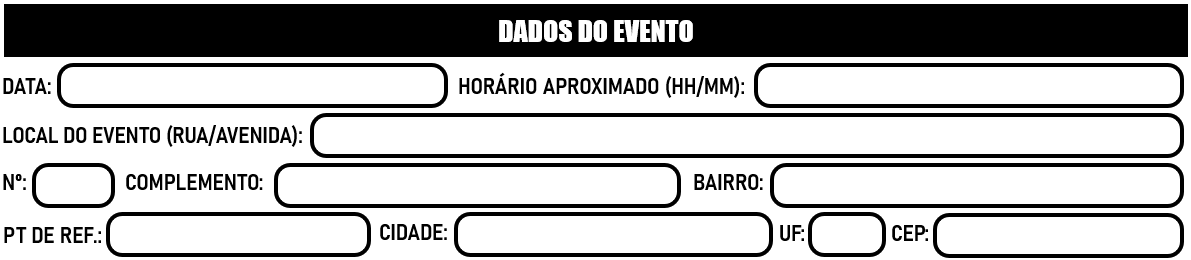 DADOS DO EVENTO
DATA: HORÁRIO APROXIMADO (HH/MM):
LOCAL DO EVENTO (RUA/AVENIDA):
Nº: COMPLEMENTO: BAIRRO:
PT DE REF.: CIDADE: UF: CEP: